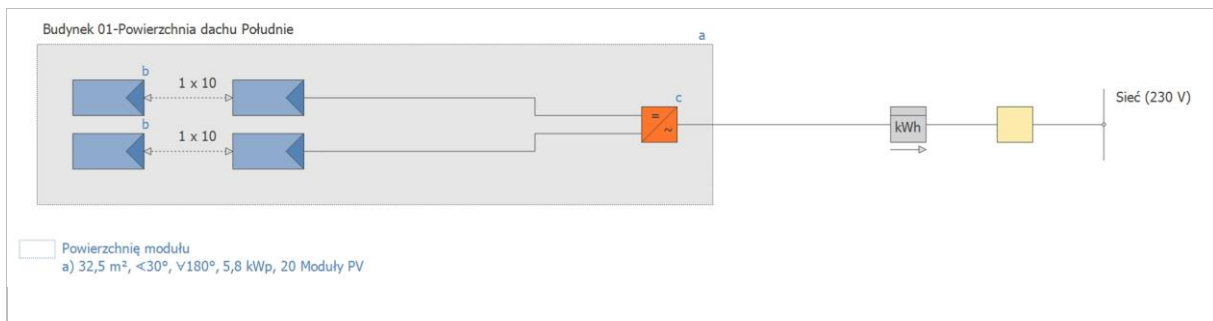 Budynek 01-Powierzchnia dachu Południe
a
b
1 x 10
b
1 x 10
c
=
~
kWh
Sieć (230 V)
Powierzchnię modułu
a) 32,5 m², ∢30°, ∨180°, 5,8 kWp, 20 Moduły PV